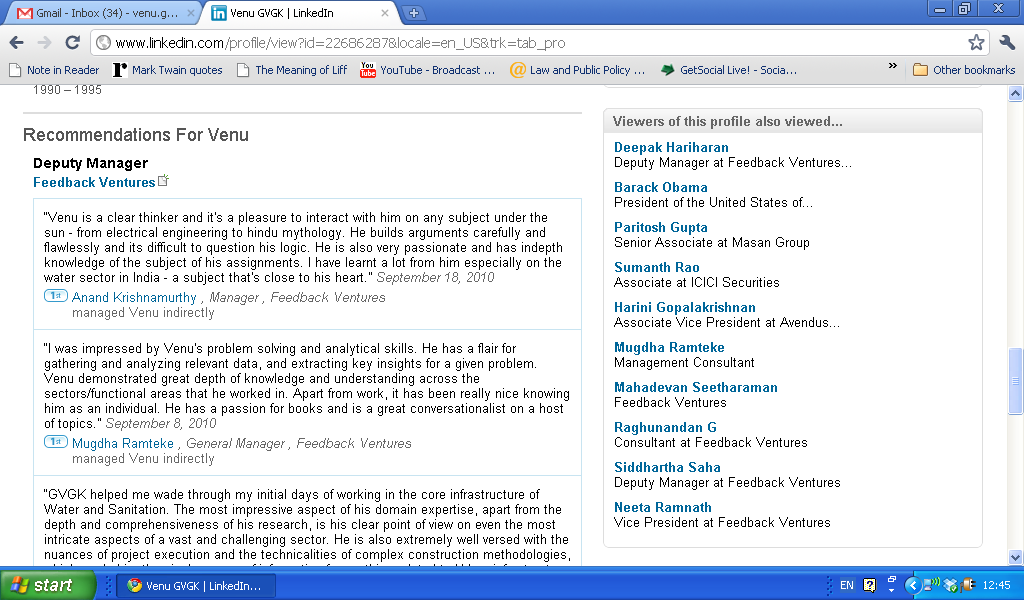 Gmail - Inbox (34) - venu.g...
Venu GVGK | LinkedIn
www.linkedin.com/profile/view?id=22686287&locale=en_US&trk=tab_pro
Note in Reader
Mark Twain quotes
The Meaning of Liff
YouTube - Broadcast ...
Law and Public Policy ...
GetSocial Live! - Socia...
»
Other bookmarks
1990 – 1995
Recommendations For Venu
Deputy Manager
Feedback Ventures
"Venu is a clear thinker and it's a pleasure to interact with him on any subject under the
sun - from electrical engineering to hindu mythology. He builds arguments carefully and
flawlessly and its difficult to question his logic. He is also very passionate and has indepth
knowledge of the subject of his assignments. I have learnt a lot from him especially on the
water sector in India - a subject that's close to his heart." September 18, 2010
1st Anand Krishnamurthy , Manager , Feedback Ventures
managed Venu indirectly
"I was impressed by Venu's problem solving and analytical skills. He has a flair for
gathering and analyzing relevant data, and extracting key insights for a given problem.
Venu demonstrated great depth of knowledge and understanding across the
sectors/functional areas that he worked in. Apart from work, it has been really nice knowing
him as an individual. He has a passion for books and is a great conversationalist on a host
of topics." September 8, 2010
1st Mugdha Ramteke , General Manager , Feedback Ventures
managed Venu indirectly
"GVGK helped me wade through my initial days of working in the core infrastructure of
Water and Sanitation. The most impressive aspect of his domain expertise, apart from the
depth and comprehensiveness of his research, is his clear point of view on even the most
intricate aspects of a vast and challenging sector. He is also extremely well versed with the
nuances of project execution and the technicalities of complex construction methodologies,
Viewers of this profile also viewed...
Deepak Hariharan
Deputy Manager at Feedback Ventures...
Barack Obama
President of the United States of...
Paritosh Gupta
Senior Associate at Masan Group
Sumanth Rao
Associate at ICICI Securities
Harini Gopalakrishnan
Associate Vice President at Avendus...
Mugdha Ramteke
Management Consultant
Mahadevan Seetharaman
Feedback Ventures
Raghunandan G
Consultant at Feedback Ventures
Siddhartha Saha
Deputy Manager at Feedback Ventures
Neeta Ramnath
Vice President at Feedback Ventures
start
Venu GVGK | LinkedIn...
EN
12:45